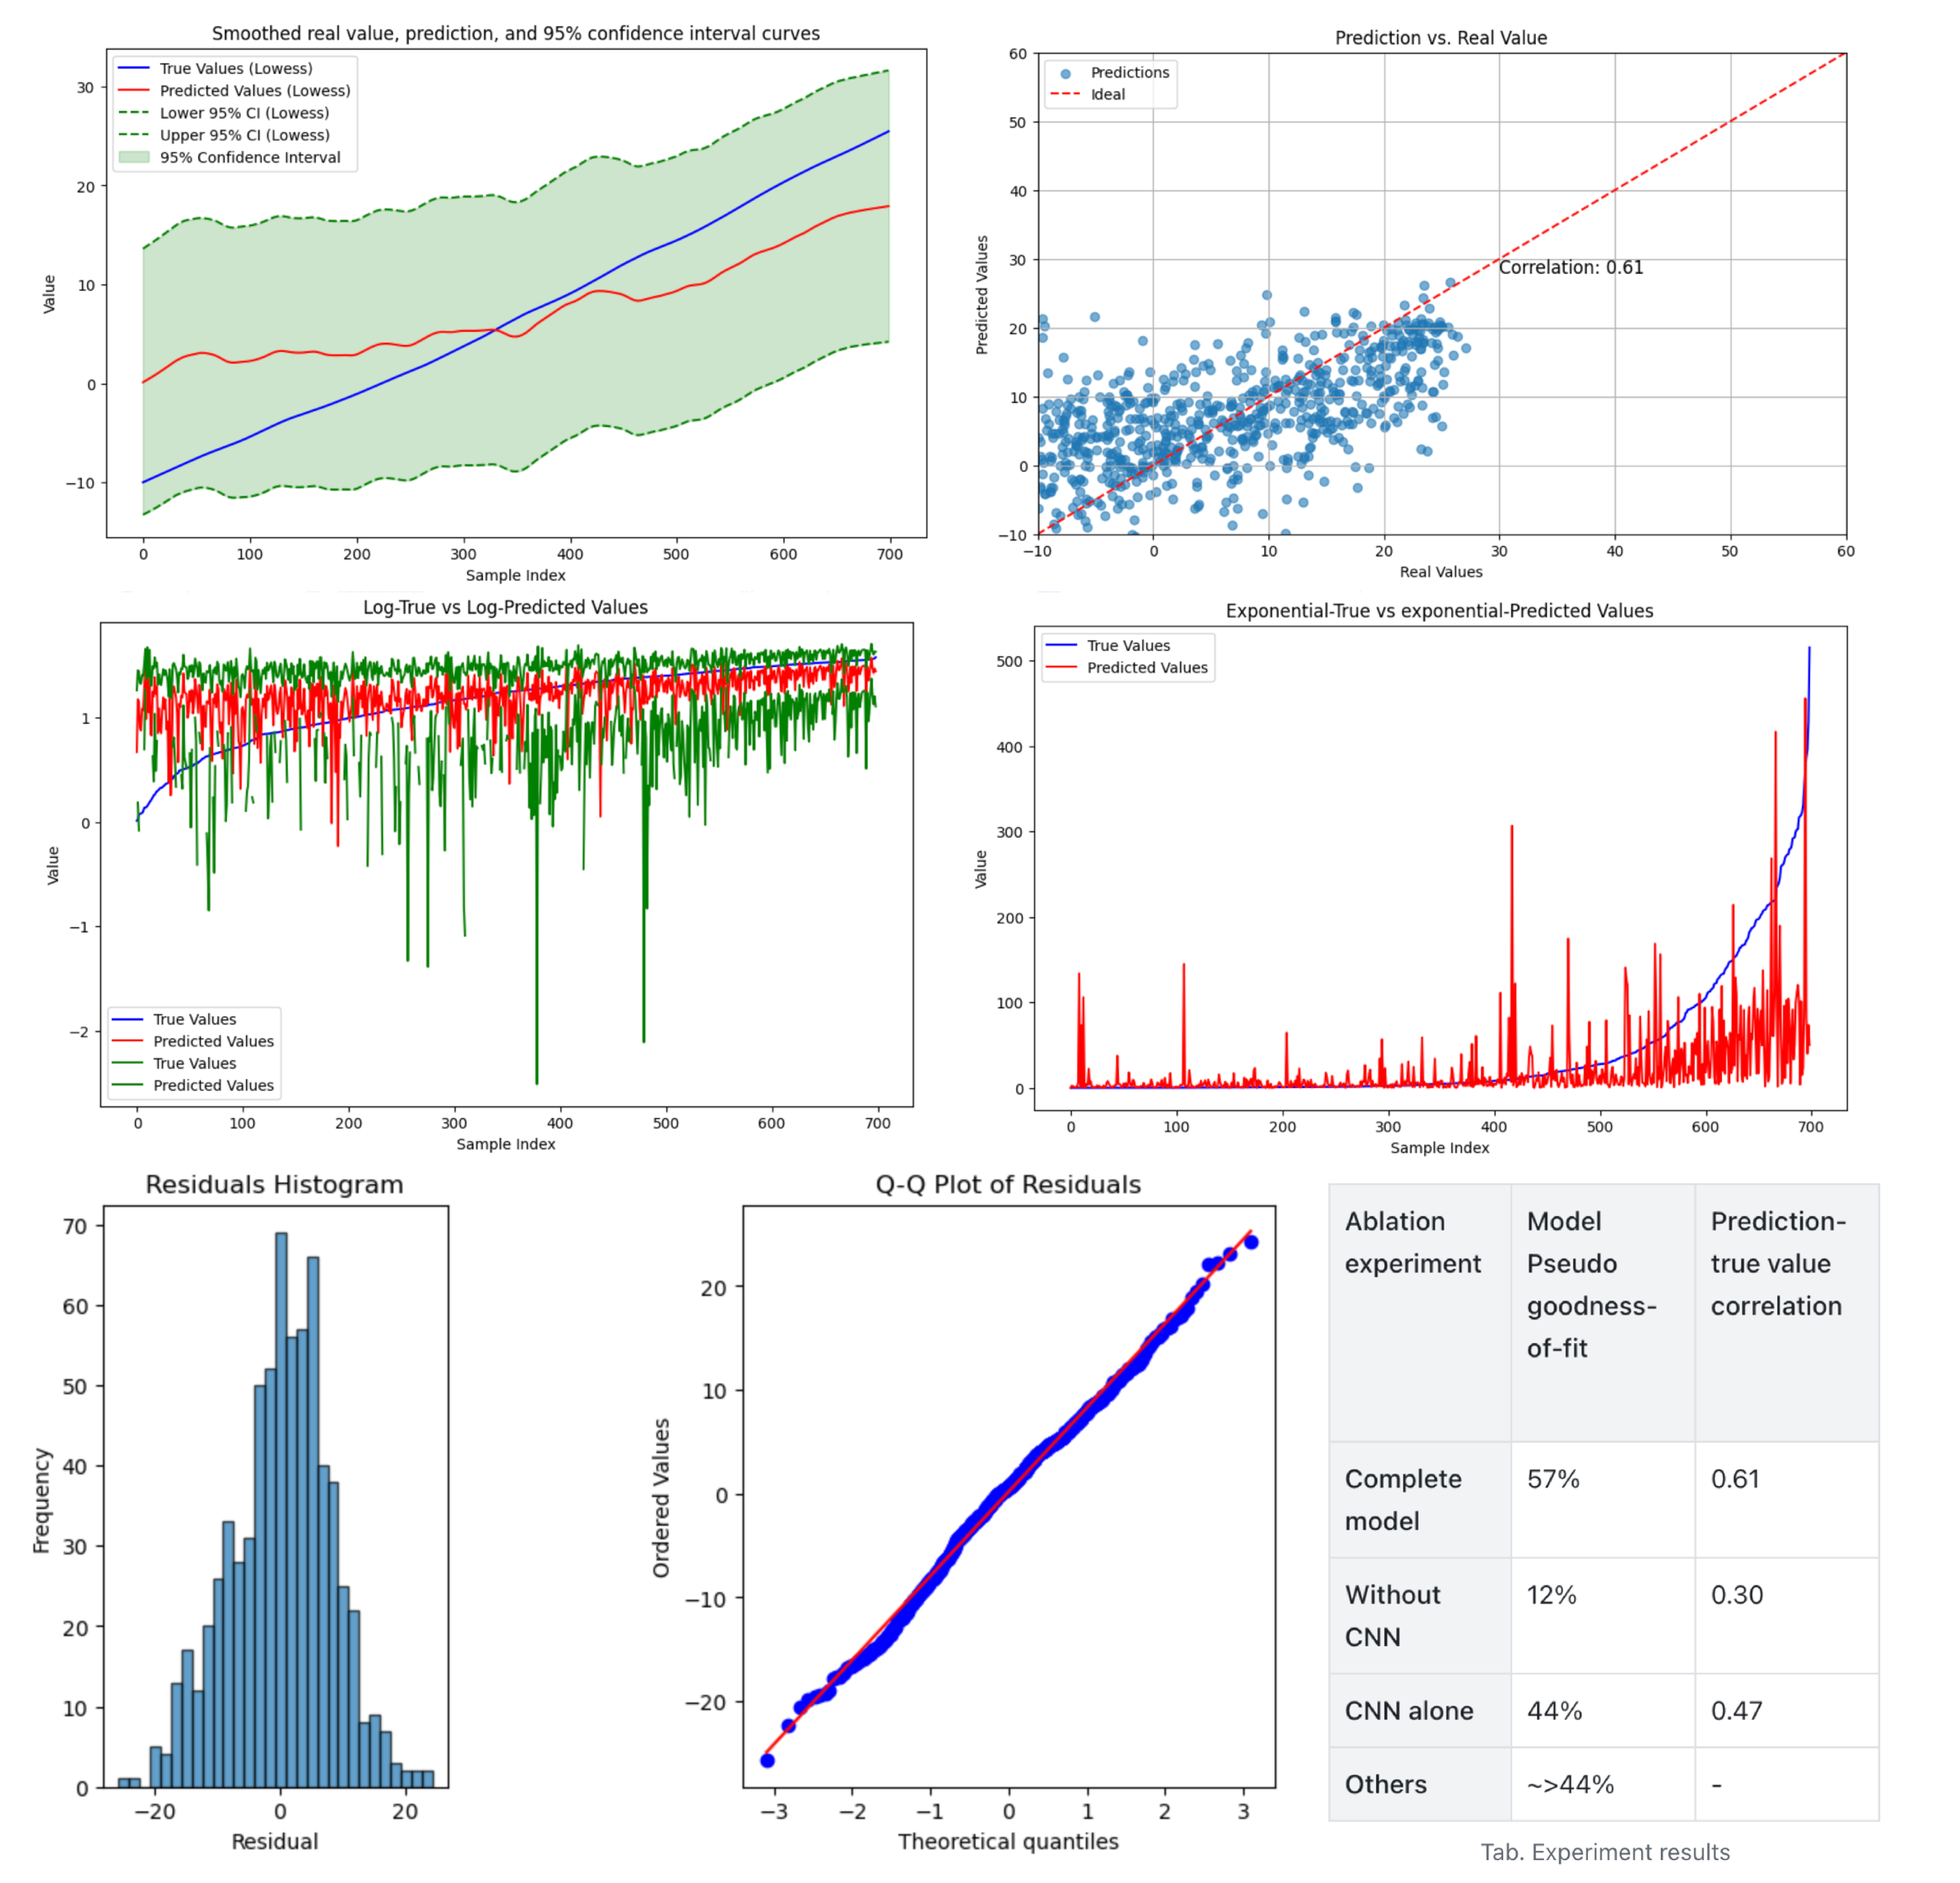 Smoothed real value, prediction, and 95% confidence interval curves
True Values (Lowess)
Predicted Values (Lowess)
Lower 95% CI (Lowess)
Upper 95% CI (Lowess)
95% Confidence Interval
30
20
10
0
−10
Value
0 100 200 300 400 500 600 700
Sample Index
Prediction vs. Real Value
Predictions
Ideal
60
50
40
30
20
10
0
−10
Predicted Values
Correlation: 0.61
−10 0 10 20 30 40 50 60
Real Values
Log-True vs Log-Predicted Values
1
0
−1
−2
Value
True Values
Predicted Values
True Values
Predicted Values
0 100 200 300 400 500 600 700
Sample Index
Exponential-True vs exponential-Predicted Values
True Values
Predicted Values
500
400
300
200
100
0
Value
0 100 200 300 400 500 600 700
Sample Index
Residuals Histogram
70
60
50
40
30
20
10
0
Frequency
−20 0 20
Residual
Q-Q Plot of Residuals
20
10
0
−10
−20
Ordered Values
−3 −2 −1 0 1 2 3
Theoretical quantiles
Ablation
experiment
Model
Pseudo
goodness-
of-fit
Prediction-
true value
correlation
Complete
model
57%
0.61
Without
CNN
12%
0.30
CNN alone
44%
0.47
Others
~>44%
-
Tab. Experiment results